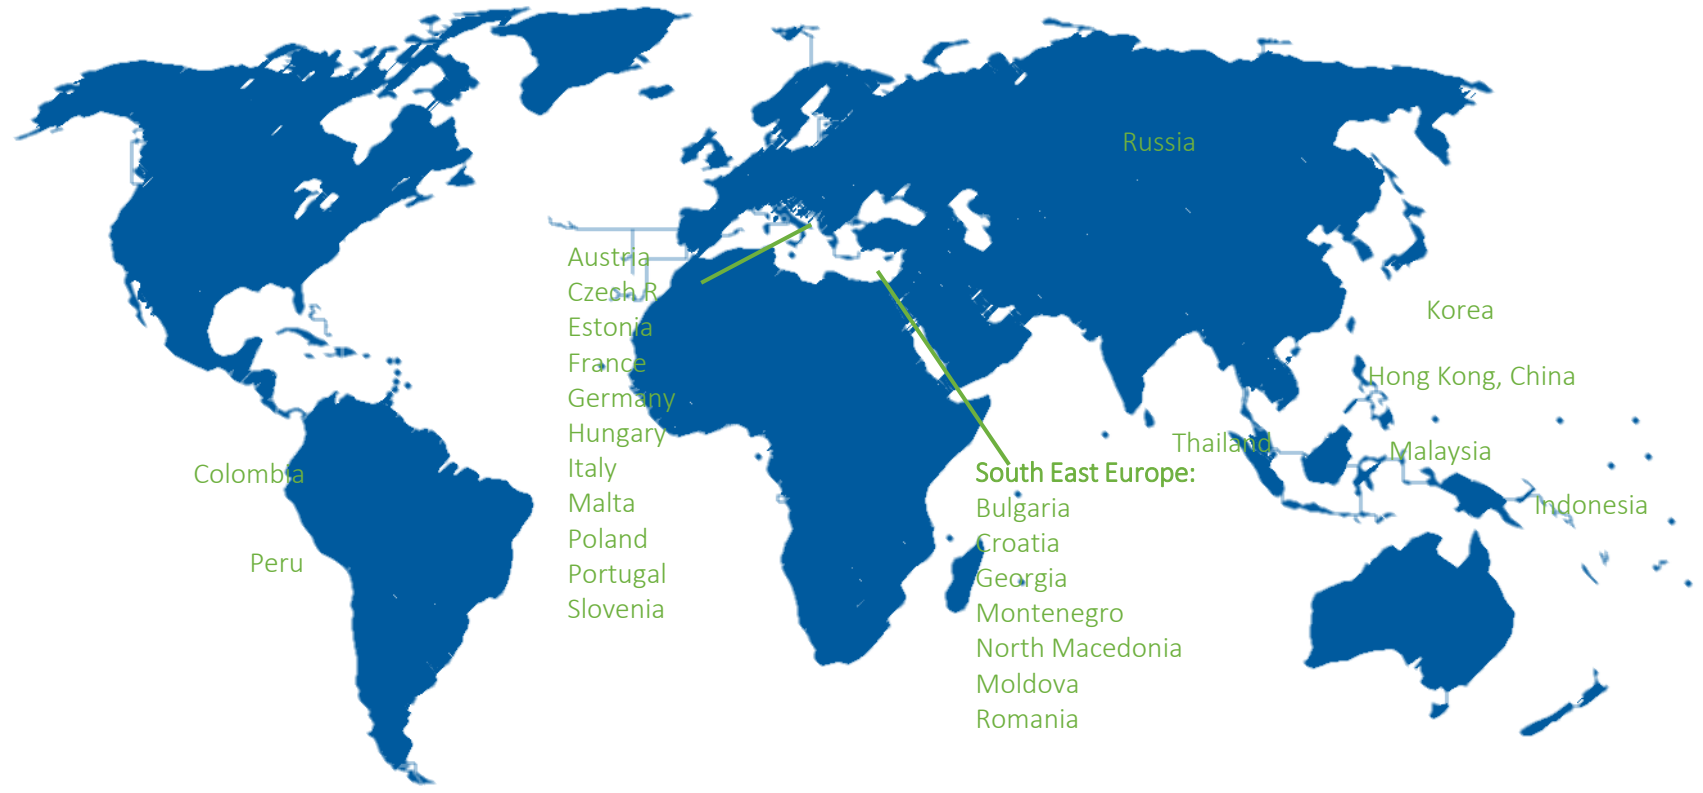 Russia
Austria
Czech R
Estonia
France
Germany
Hungary
Italy
Malta
Poland
Portugal
Slovenia
Korea
Hong Kong, China
Thailand
Malaysia
Indonesia
Colombia
Peru
South East Europe:
Bulgaria
Croatia
Georgia
Montenegro
North Macedonia
Moldova
Romania